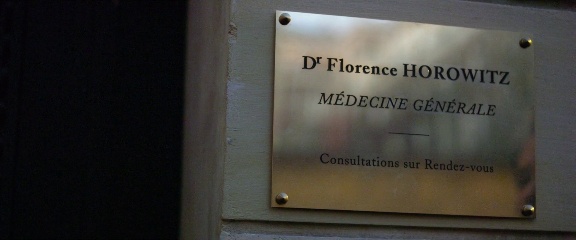 Dr Florence HOROWITZ
MÉDECINE GÉNÉRALE
Consultations sur Rendez-vous